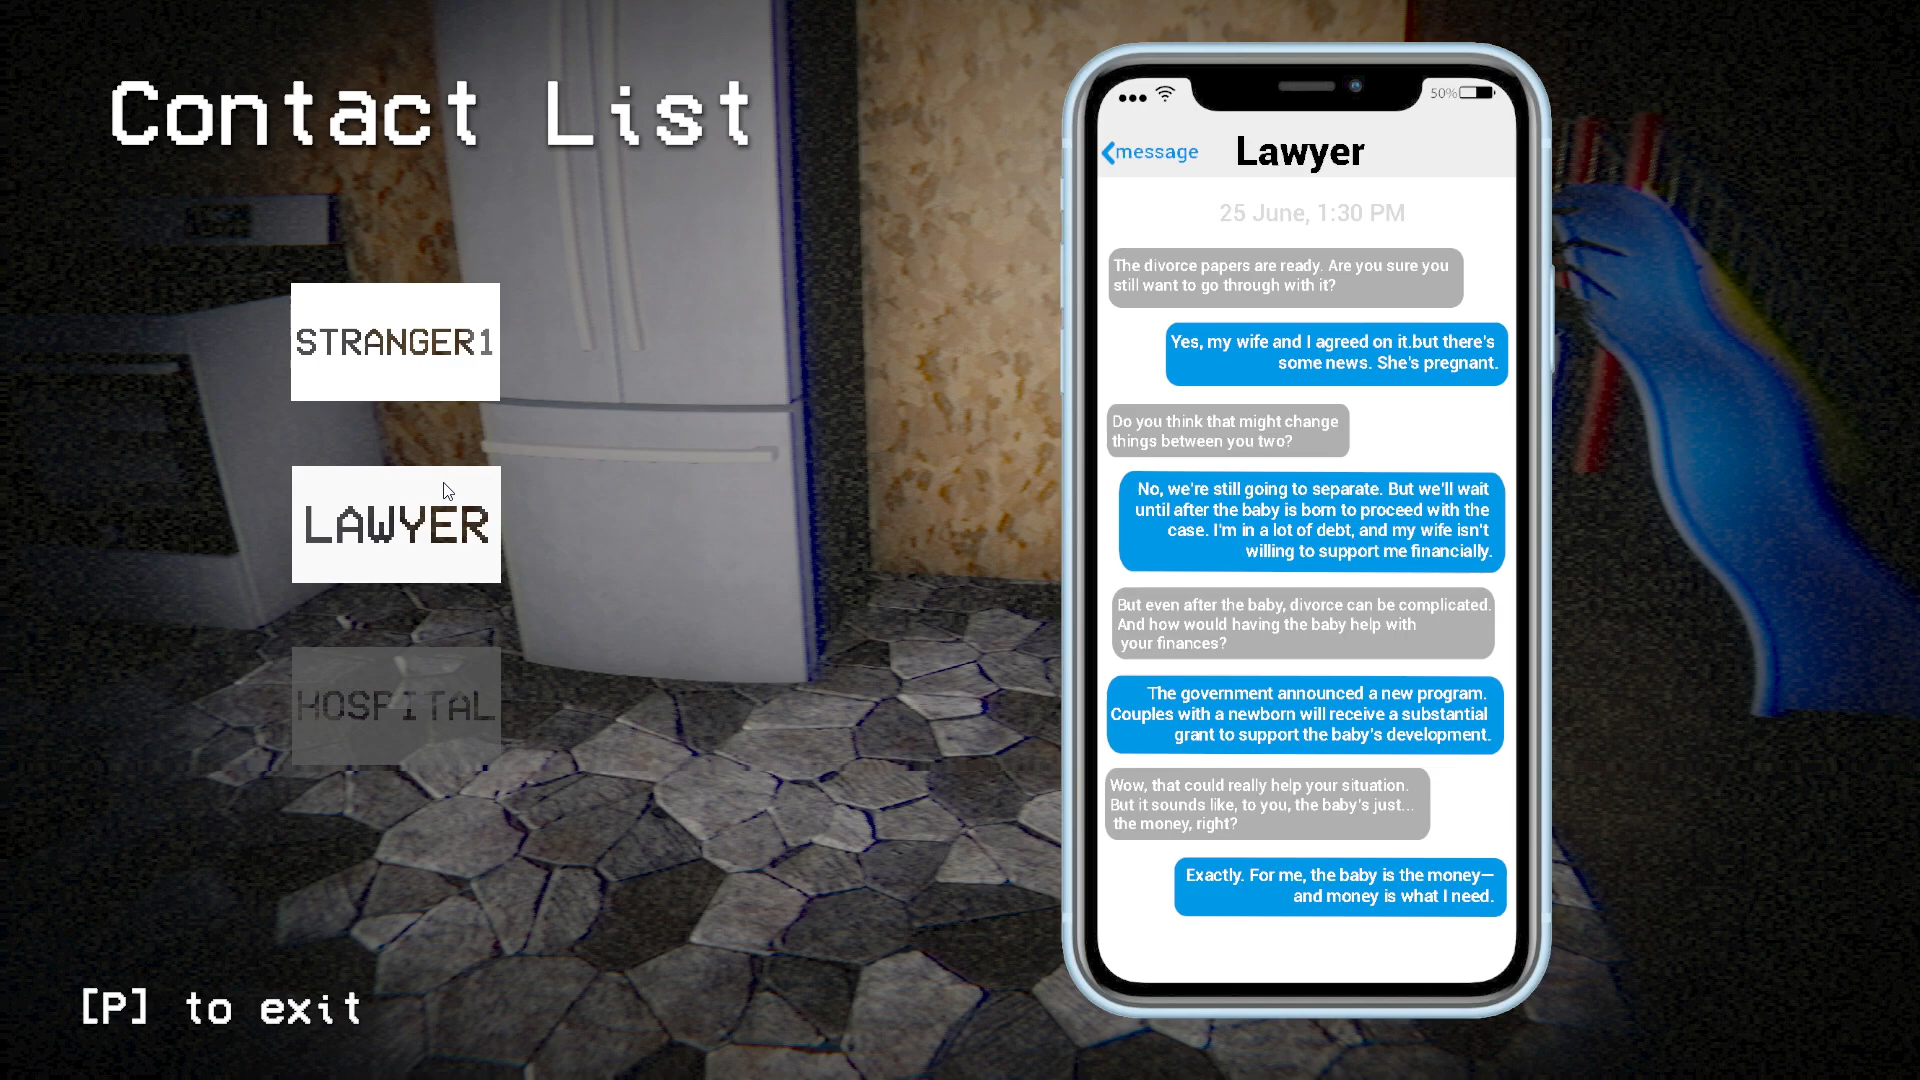 Contact List
STRANGER1
LAWYER
HOSPITAL
[P] to exit
50%
message
Lawyer
25 June, 1:30 PM
The divorce papers are ready. Are you sure you
still want to go through with it?
Yes, my wife and I agreed on it.but there's
some news. She's pregnant.
Do you think that might change
things between you two?
No, we're still going to separate. But we'll wait
until after the baby is born to proceed with the
case. I'm in a lot of debt, and my wife isn't
willing to support me financially.
But even after the baby, divorce can be complicated.
And how would having the baby help with
your finances?
The government announced a new program.
Couples with a newborn will receive a substantial
grant to support the baby's development.
Wow, that could really help your situation.
But it sounds like, to you, the baby's just...
the money, right?
Exactly. For me, the baby is the money—
and money is what I need.